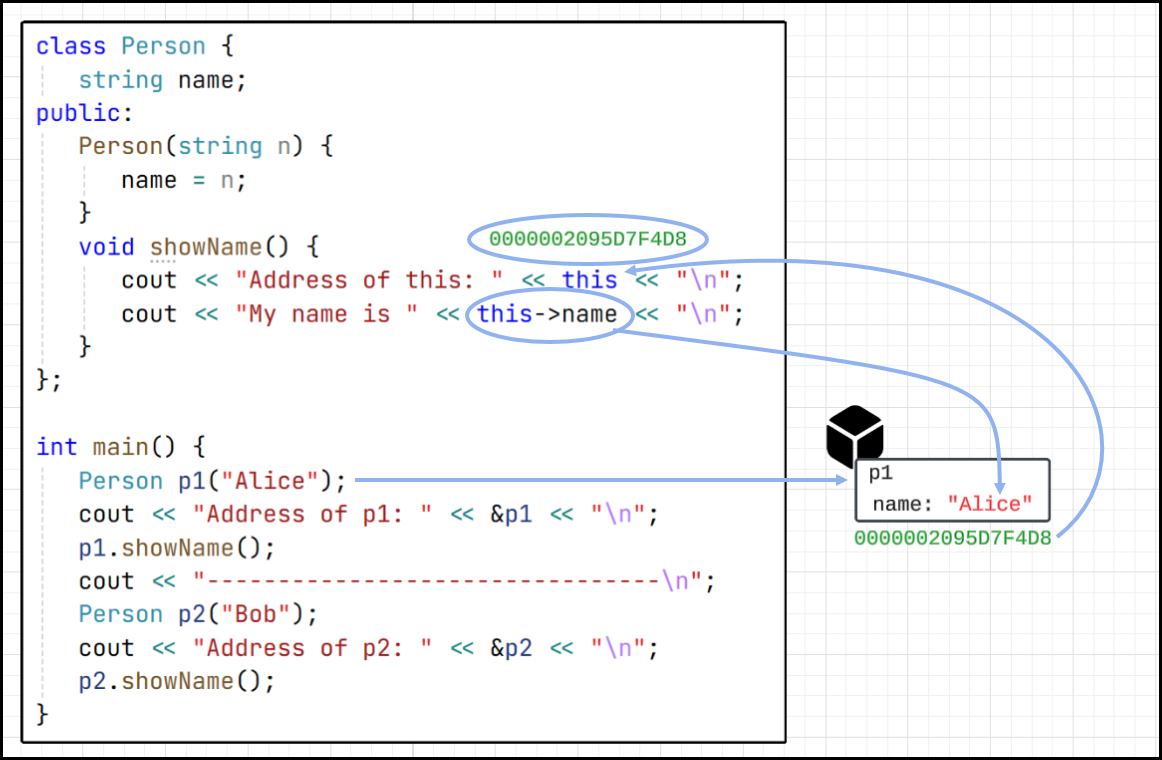 class Person {
string name;
public:
Person(string n) {
name = n;
}
void showName() {
0000002095D7F4D8
cout << "Address of this: " << this << "\n";
cout << "My name is " << this->name << "\n";
}
};
int main() {
Person p1("Alice");
cout << "Address of p1: " << &p1 << "\n";
p1.showName();
cout << "--------------------------------\n";
Person p2("Bob");
cout << "Address of p2: " << &p2 << "\n";
p2.showName();
}
p1
name: "Alice"
0000002095D7F4D8